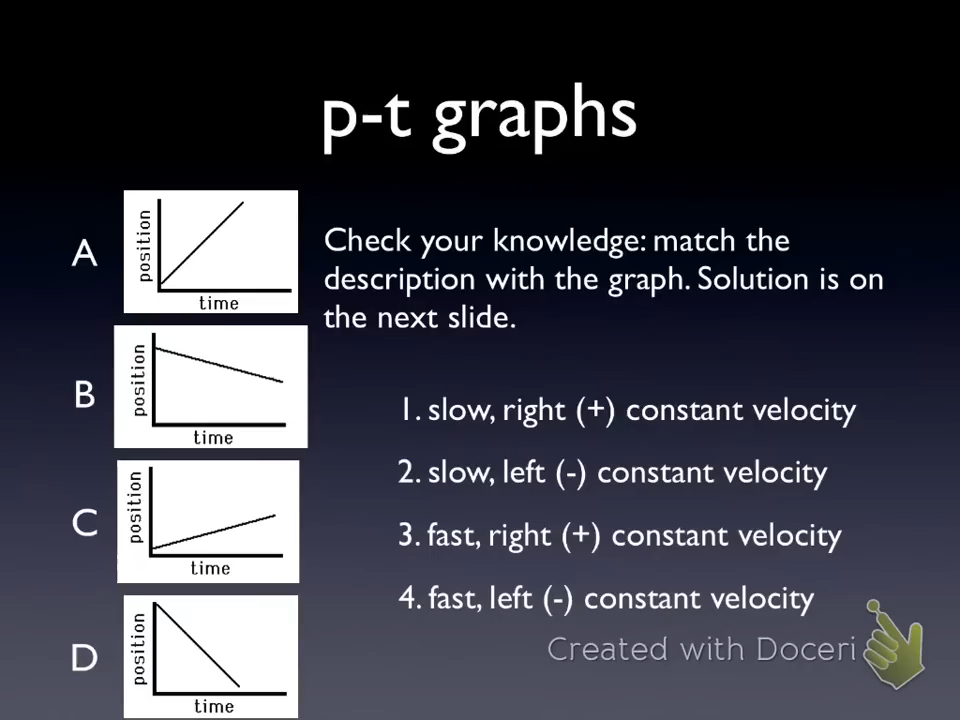 p-t graphs
A
position
time
Check your knowledge: match the
description with the graph. Solution is on
the next slide.
B
position
time
1. slow, right (+) constant velocity
2. slow, left (-) constant velocity
C
position
time
3. fast, right (+) constant velocity
4. fast, left (-) constant velocity
D
position
time
Created with Doceri